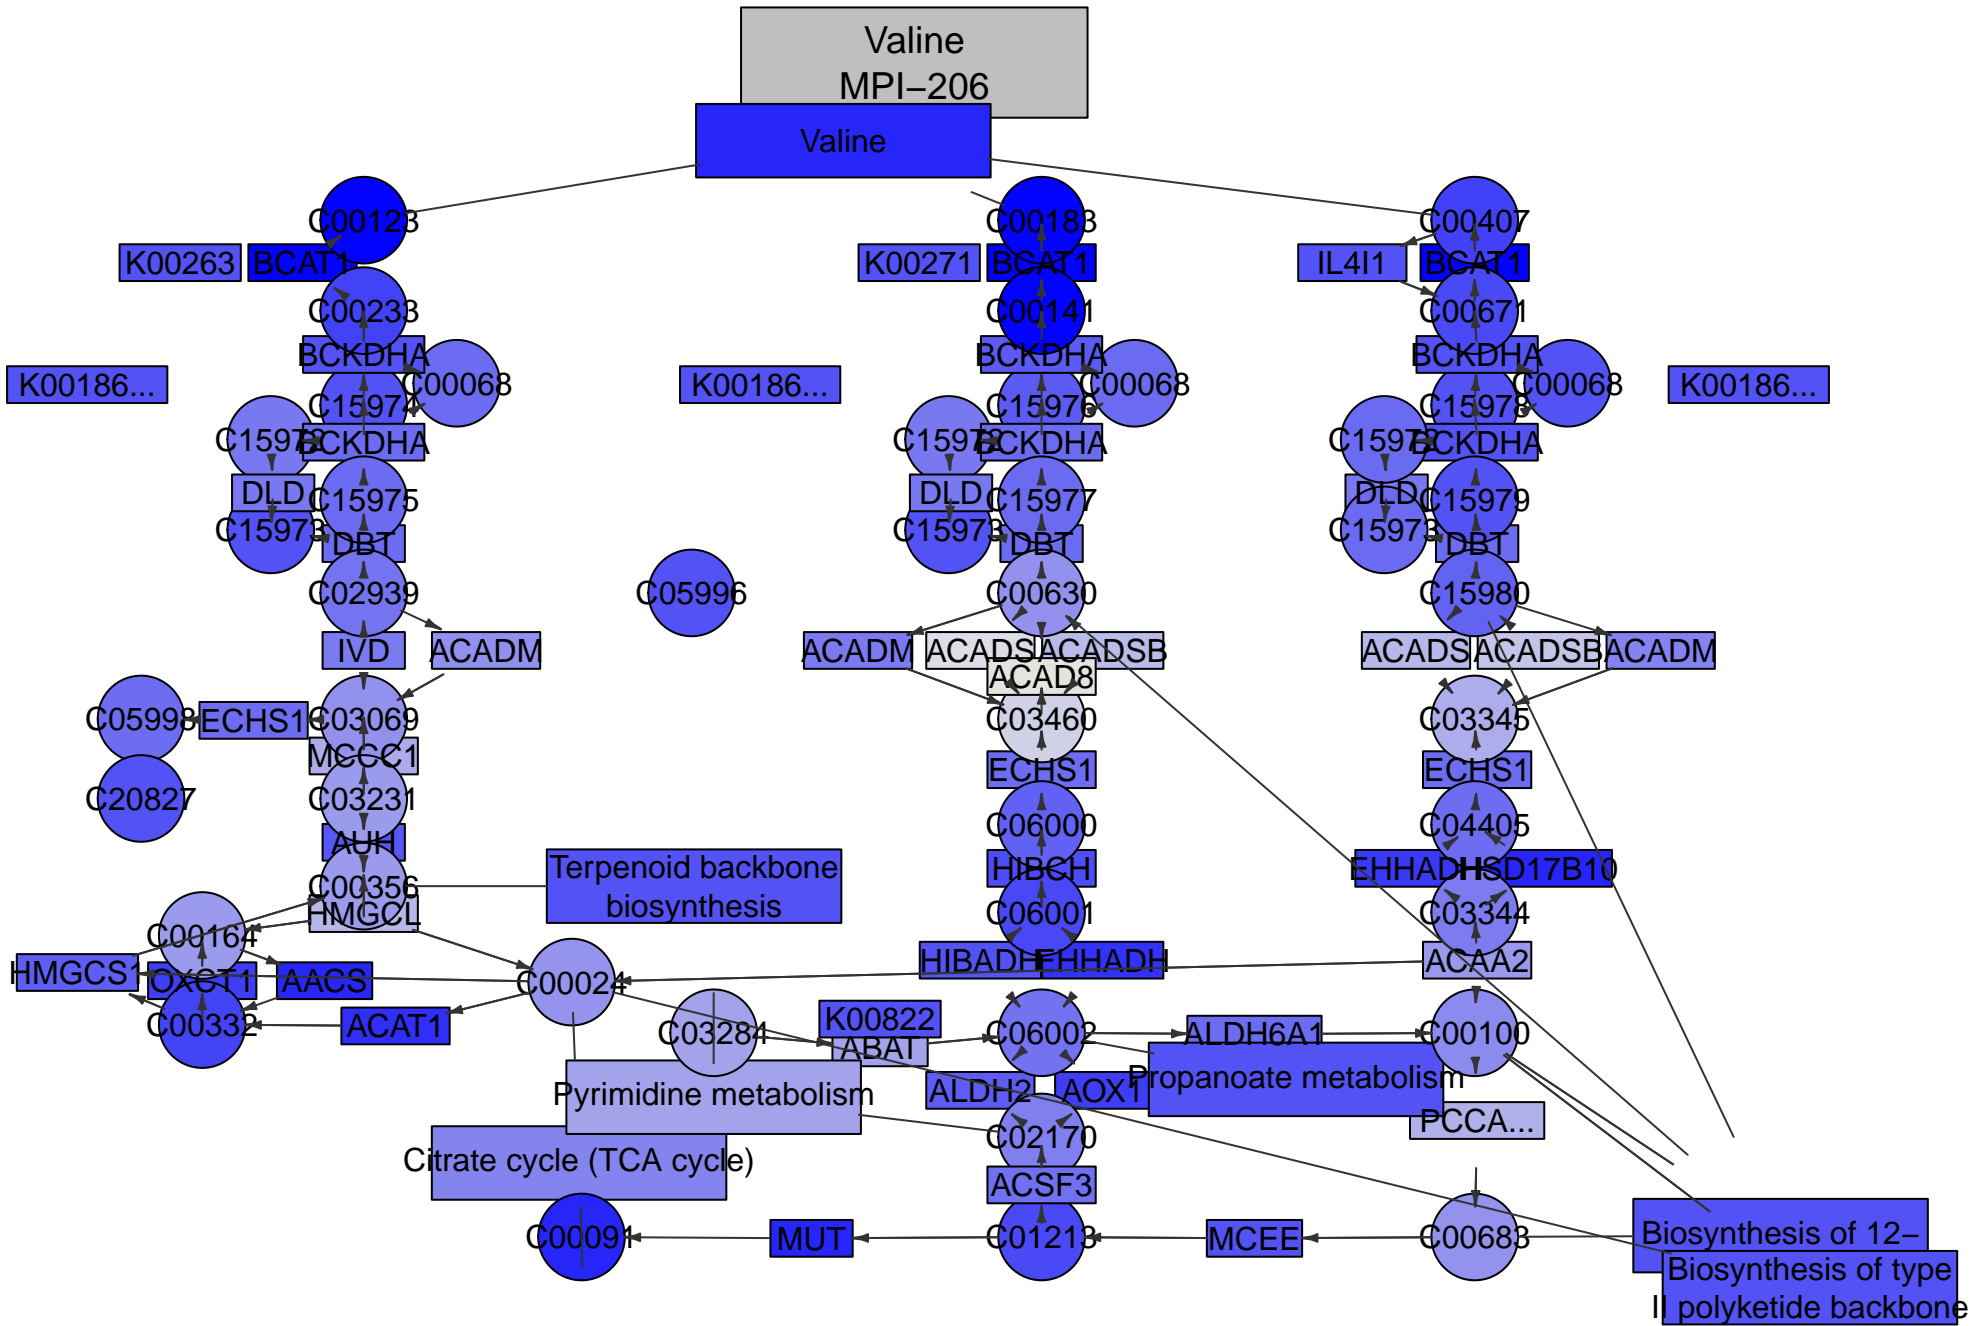 Valine
MPI–206
Valine
C00123
C00183
C00407
K00263
BCAT1
K00271
BCAT1
IL4I1
BCAT1
C00233
C00141
C00671
BCKDHA
BCKDHA
BCKDHA
K00186...
C00068
K00186...
C00068
C00068
K00186...
C15974
C15976
C15978
C15972
BCKDHA
C15972
BCKDHA
C15972
BCKDHA
DLD
C15975
DLD
C15977
DLD
C15979
C15973
DBT
C15973
DBT
C15973
DBT
C02939
C05996
C00630
C15980
IVD
ACADM
ACADM
ACADS
ACADSB
ACADS
ACADSB
ACADM
ACAD8
C05998
ECHS1
C03069
C03460
C03345
MCCC1
ECHS1
ECHS1
C20827
C03231
C06000
C04405
AUH
HIBCH
EHHADH
HSD17B10
Terpenoid backbone
biosynthesis
C00356
HMGCL
C06001
C03344
C00164
HMGCS1
OXCT1
AACS
C00024
HIBADH
EHHADH
ACAA2
C00332
ACAT1
C03284
K00822
ABAT
C06002
ALDH6A1
C00100
Pyrimidine metabolism
ALDH2
AOX1
Propanoate metabolism
PCCA...
C02170
Citrate cycle (TCA cycle)
ACSF3
C00091
MUT
C01213
MCEE
C00683
Biosynthesis of 12–
Biosynthesis of type
II polyketide backbone